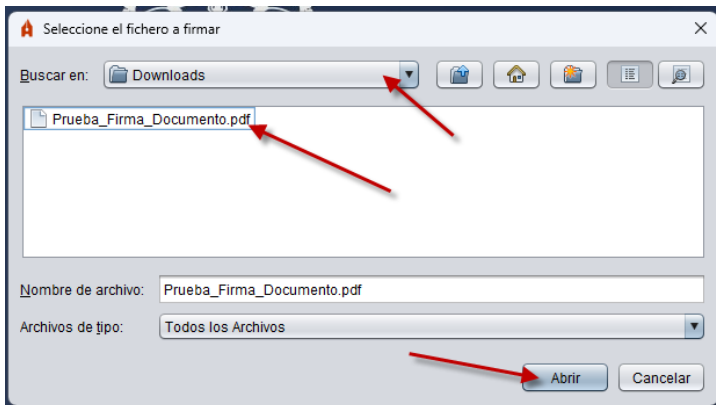 Seleccione el fichero a firmar
Buscar en: Downloads
Prueba_Firma_Documento.pdf
Nombre de archivo: Prueba_Firma_Documento.pdf
Archivos de tipo: Todos los Archivos
Abrir Cancelar